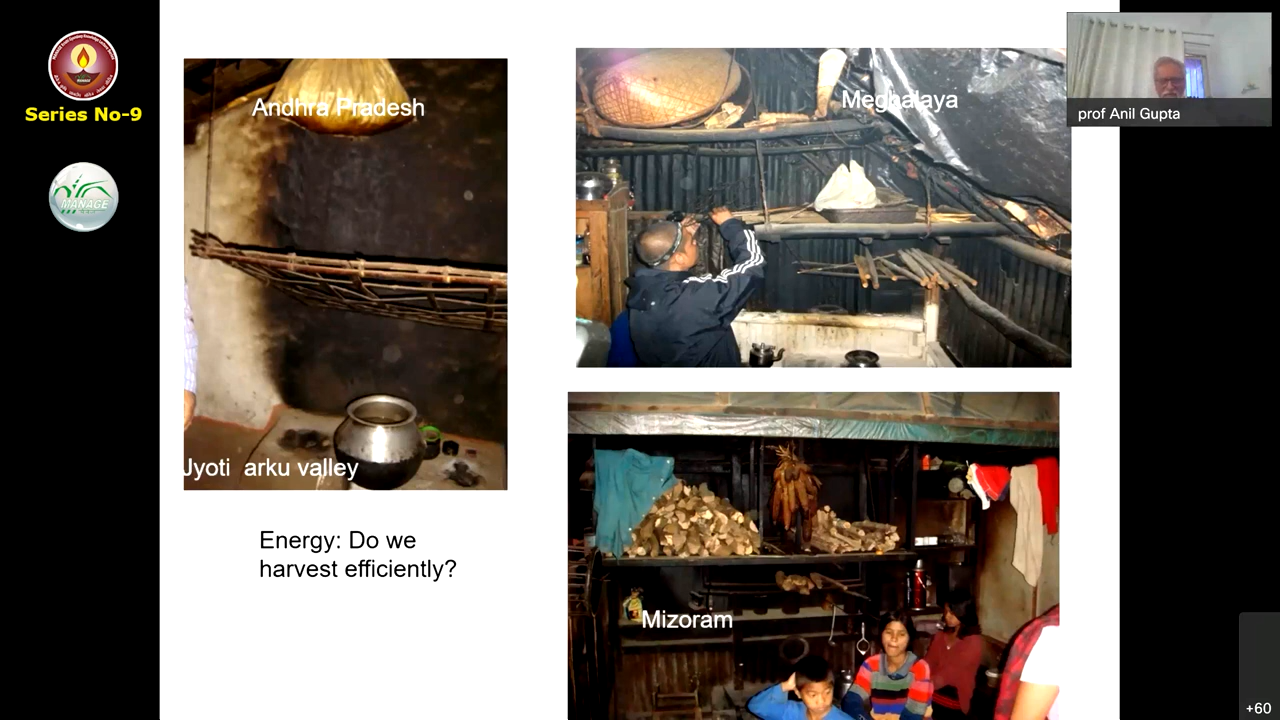 Series No-9
MANAGE
Andhra Pradesh
Jyoti arku valley
Energy: Do we
harvest efficiently?
Meghalaya
Mizoram
prof Anil Gupta
+60